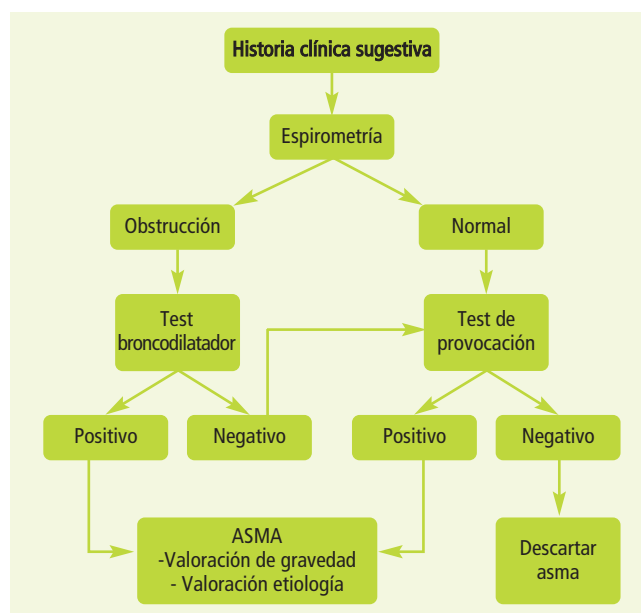 Historia clínica sugestiva
Espirometría
Obstrucción
Normal
Test
broncodilatador
Test de
provocación
Positivo
Negativo
Positivo
Negativo
ASMA
-Valoración de gravedad
- Valoración etiología
Descartar
asma